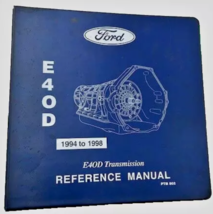 Ford
E4OD
1994 to 1998
E4OD Transmission
REFERENCE MANUAL